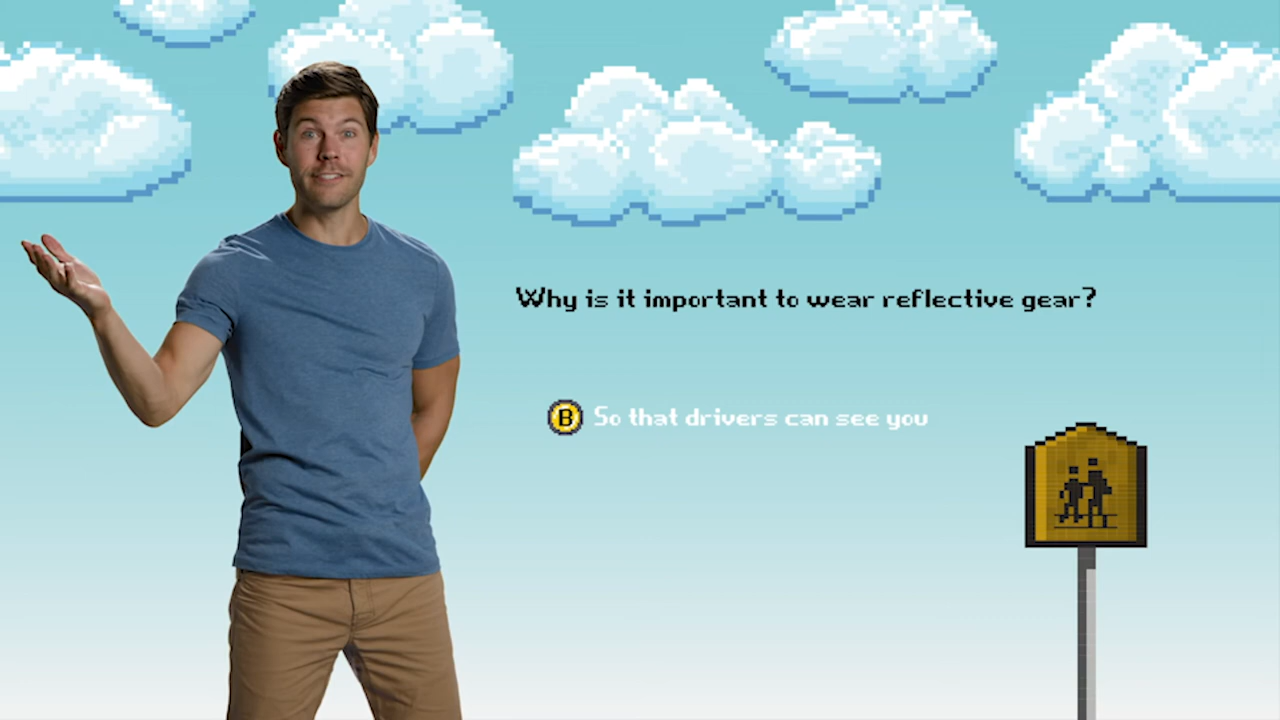 Why is it important to wear reflective gear?
B So that drivers can see you